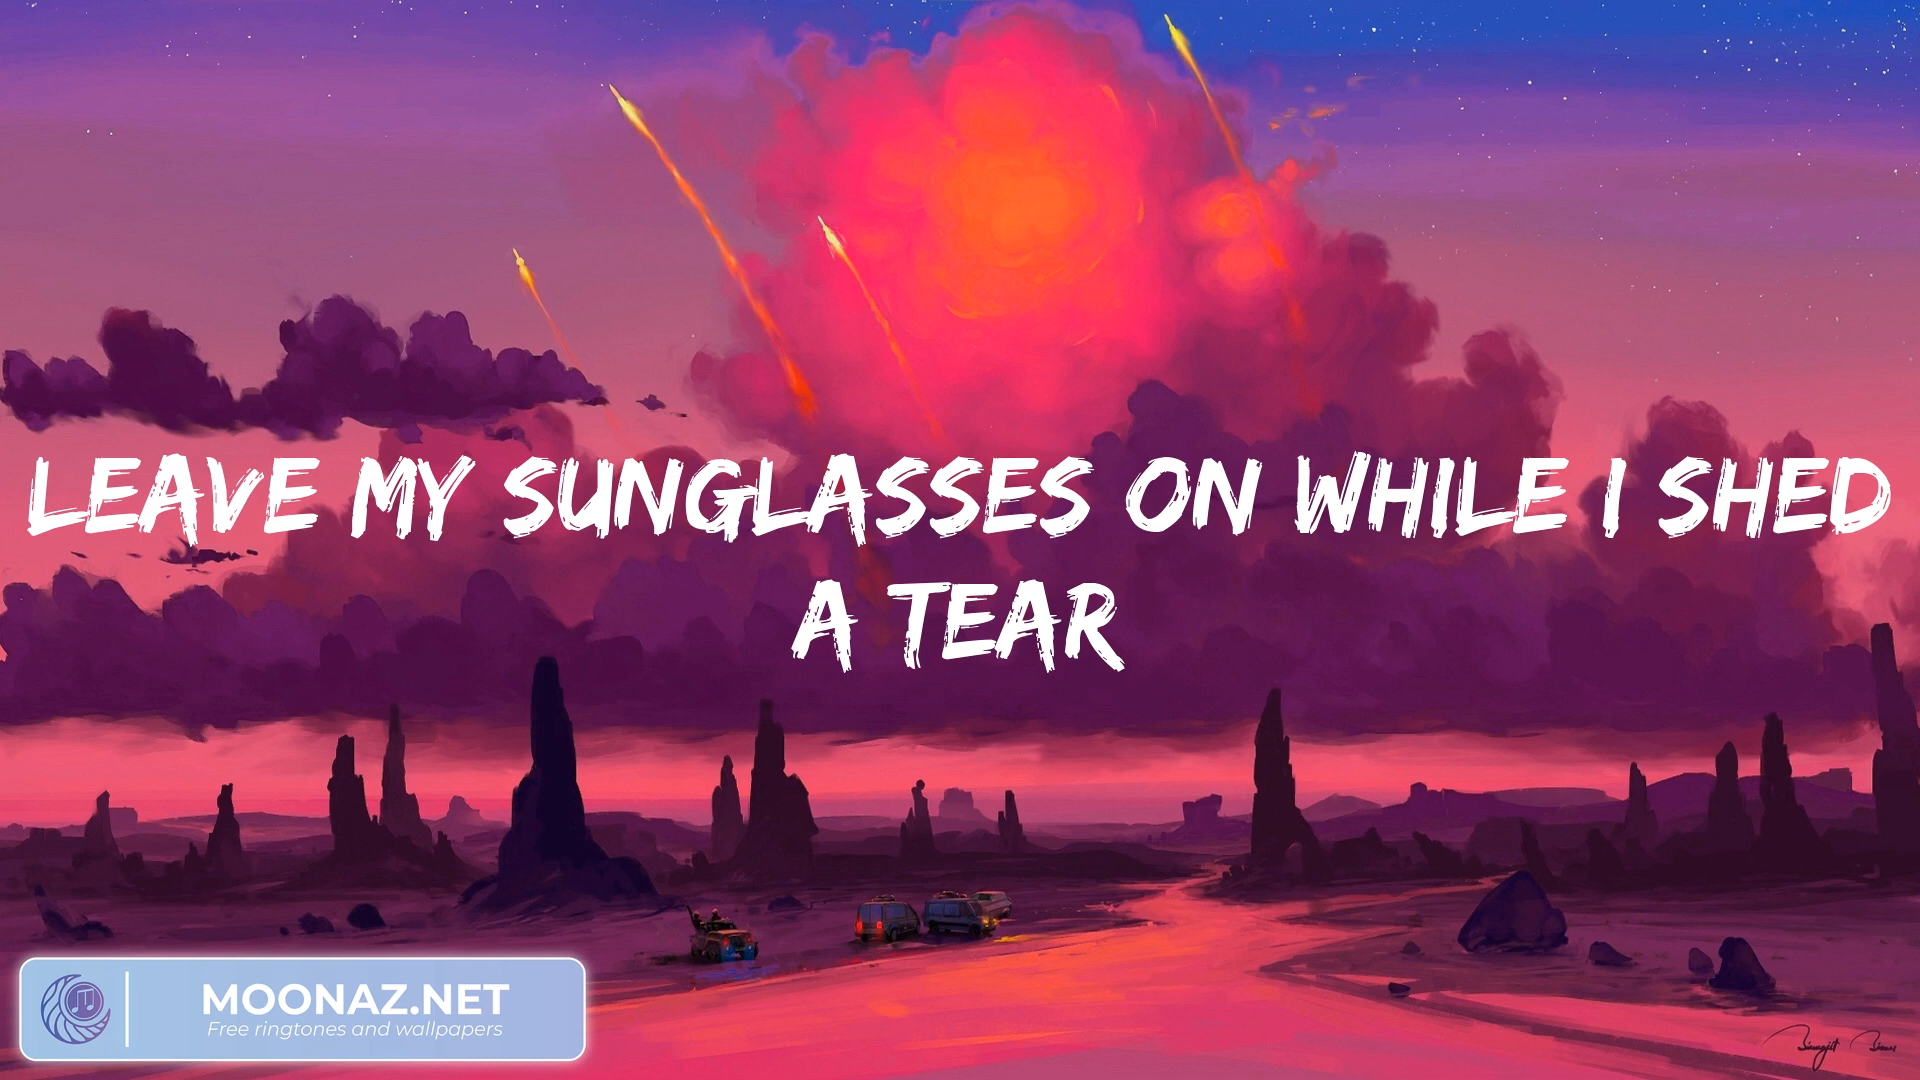 LEAVE MY SUNGLASSES ON WHILE I SHED
A TEAR
MOONAZ.NET
Free ringtones and wallpapers